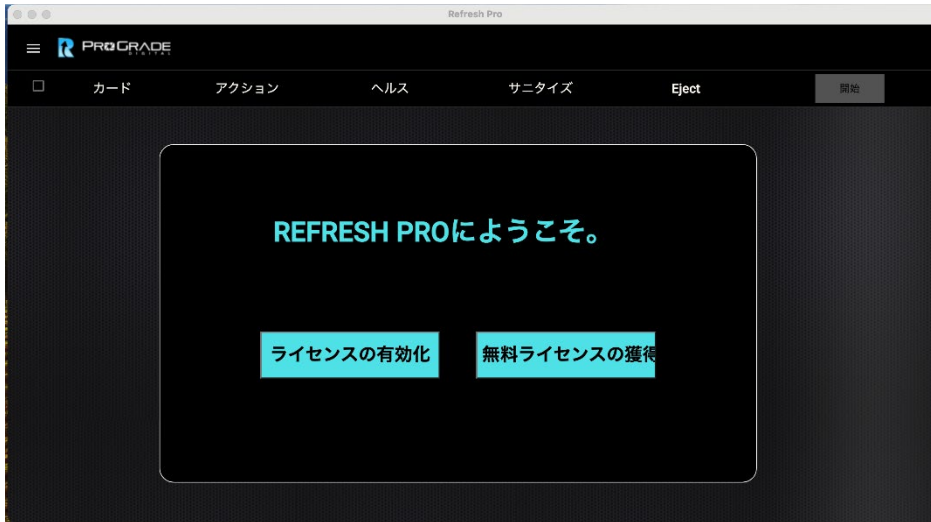 Refresh Pro
PROGRADE
DIGITAL
カード アクション ヘルス サニタイズ Eject 開始
REFRESH PROにようこそ。
ライセンスの有効化 無料ライセンスの獲得